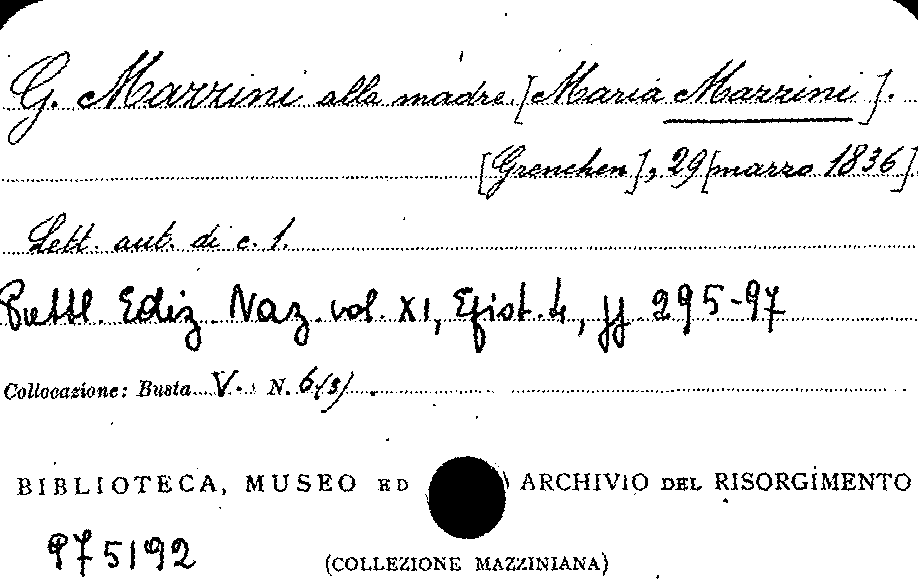 G. Mazzini alla madre [Maria Mazzini].
[Grenchen], 29 [marzo 1836].
Lett. aut. di c. 1.
Pubbl. Ediz. Naz. vol. XI, Epist. 4, pp. 295-97
Collocazione: Busta V. N. 6(3)
BIBLIOTECA, MUSEO ED ARCHIVIO DEL RISORGIMENTO
975192
(COLLEZIONE MAZZINIANA)